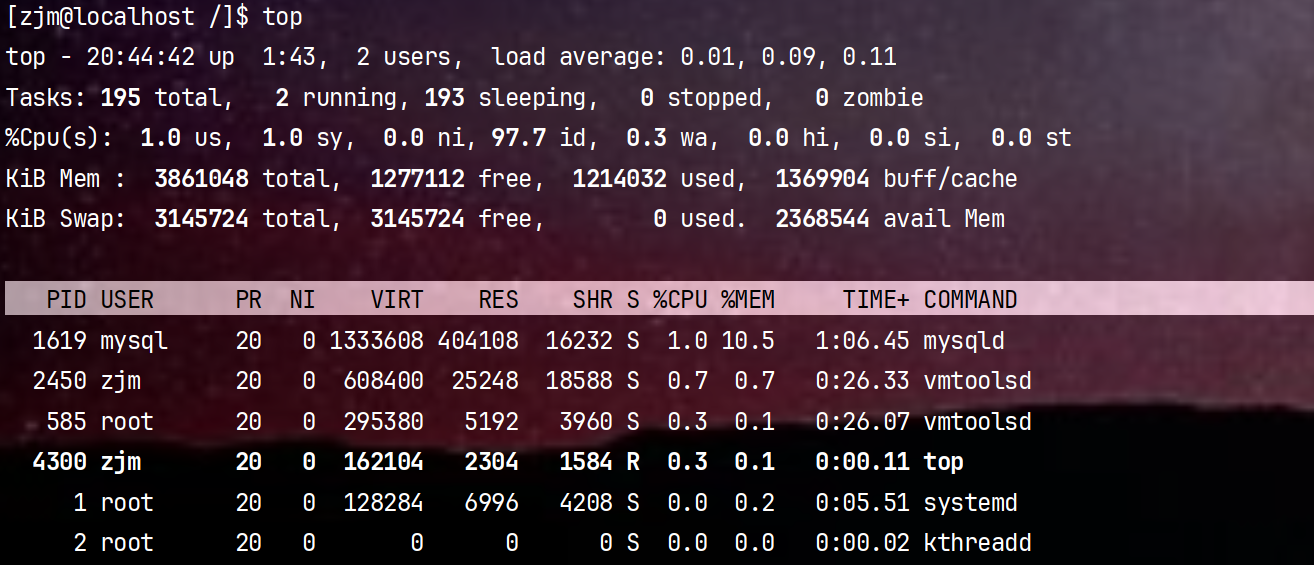 [zjm@localhost /]$ top
top - 20:44:42 up  1:43,  2 users,  load average: 0.01, 0.09, 0.11
Tasks: 195 total,   2 running, 193 sleeping,   0 stopped,   0 zombie
%Cpu(s):  1.0 us,  1.0 sy,  0.0 ni, 97.7 id,  0.3 wa,  0.0 hi,  0.0 si,  0.0 st
KiB Mem :  3861048 total,  1277112 free,  1214032 used,  1369904 buff/cache
KiB Swap:  3145724 total,  3145724 free,        0 used.  2368544 avail Mem
   PID USER      PR  NI    VIRT    RES    SHR S %CPU %MEM     TIME+ COMMAND
  1619 mysql     20   0 1333608 404108  16232 S  1.0 10.5   1:06.45 mysqld
  2450 zjm       20   0  608400  25248  18588 S  0.7  0.7   0:26.33 vmtoolsd
   585 root      20   0  295380   5192   3960 S  0.3  0.1   0:26.07 vmtoolsd
  4300 zjm       20   0  162104   2304   1584 R  0.3  0.1   0:00.11 top
     1 root      20   0  128284   6996   4208 S  0.0  0.2   0:05.51 systemd
     2 root      20   0       0      0      0 S  0.0  0.0   0:00.02 kthreadd